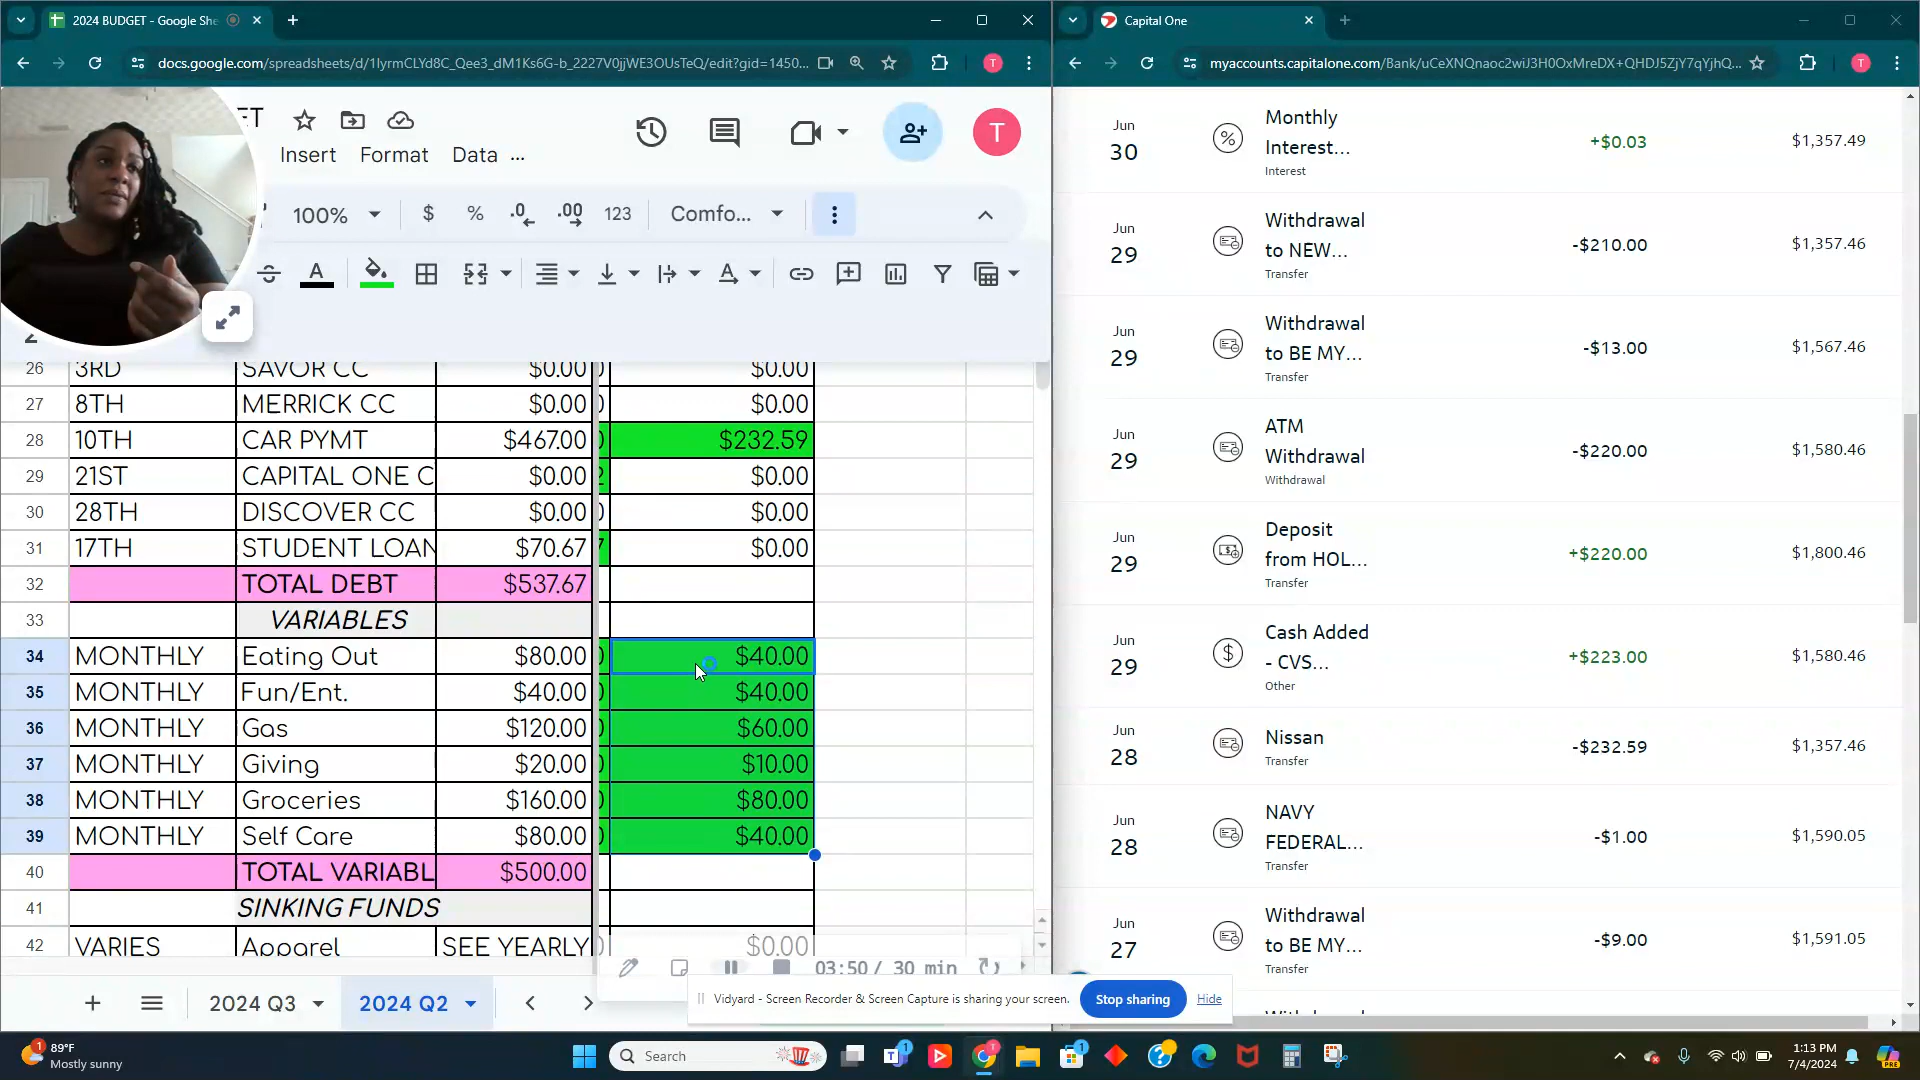 2024 BUDGET - Google She
docs.google.com/spreadsheets/d/1IyrmCLYd8C_Qee3_dM1Ks6G-b_2227V0jjWE3OUsTeQ/edit?gid=1450...
ET
Insert Format Data ...
T
100% $ % .0 .00 123 Comfo...
26 3RD SAVOR CC $0.00 $0.00
27 8TH MERRICK CC $0.00 $0.00
28 10TH CAR PYMT $467.00 $232.59
29 21ST CAPITAL ONE C $0.00 $0.00
30 28TH DISCOVER CC $0.00 $0.00
31 17TH STUDENT LOAN $70.67 $0.00
32 TOTAL DEBT $537.67
33 VARIABLES
34 MONTHLY Eating Out $80.00 $40.00
35 MONTHLY Fun/Ent. $40.00 $40.00
36 MONTHLY Gas $120.00 $60.00
37 MONTHLY Giving $20.00 $10.00
38 MONTHLY Groceries $160.00 $80.00
39 MONTHLY Self Care $80.00 $40.00
40 TOTAL VARIABL $500.00
41 SINKING FUNDS
42 VARIES Apparel SEE YEARLY $0.00
03:50 / 30 min
2024 Q3 2024 Q2
Capital One
myaccounts.capitalone.com/Bank/uCeXNQnaoc2wiJ3H0OxMreDX+QHDJ5ZjY7qYjhQ...
Jun 30 Monthly Interest... Interest +$0.03 $1,357.49
Jun 29 Withdrawal to NEW... Transfer -$210.00 $1,357.46
Jun 29 Withdrawal to BE MY... Transfer -$13.00 $1,567.46
Jun 29 ATM Withdrawal Withdrawal -$220.00 $1,580.46
Jun 29 Deposit from HOL... Transfer +$220.00 $1,800.46
Jun 29 Cash Added - CVS... Other +$223.00 $1,580.46
Jun 28 Nissan Transfer -$232.59 $1,357.46
Jun 28 NAVY FEDERAL... Transfer -$1.00 $1,590.05
Jun 27 Withdrawal to BE MY... Transfer -$9.00 $1,591.05
Vidyard - Screen Recorder & Screen Capture is sharing your screen. Stop sharing Hide
89°F
Mostly sunny
Search
1:13 PM
7/4/2024